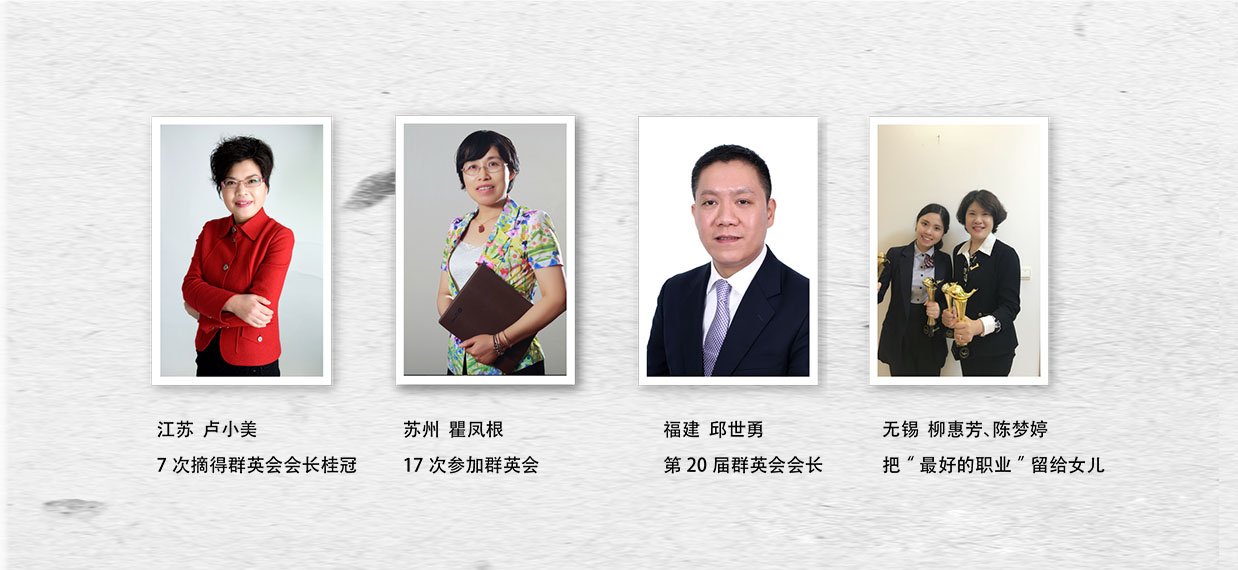 江苏 卢小美
7 次摘得群英会会长桂冠
苏州 瞿凤根
17 次参加群英会
福建 邱世勇
第 20 届群英会会长
无锡 柳惠芳、陈梦婷
把 “ 最好的职业 ” 留给女儿